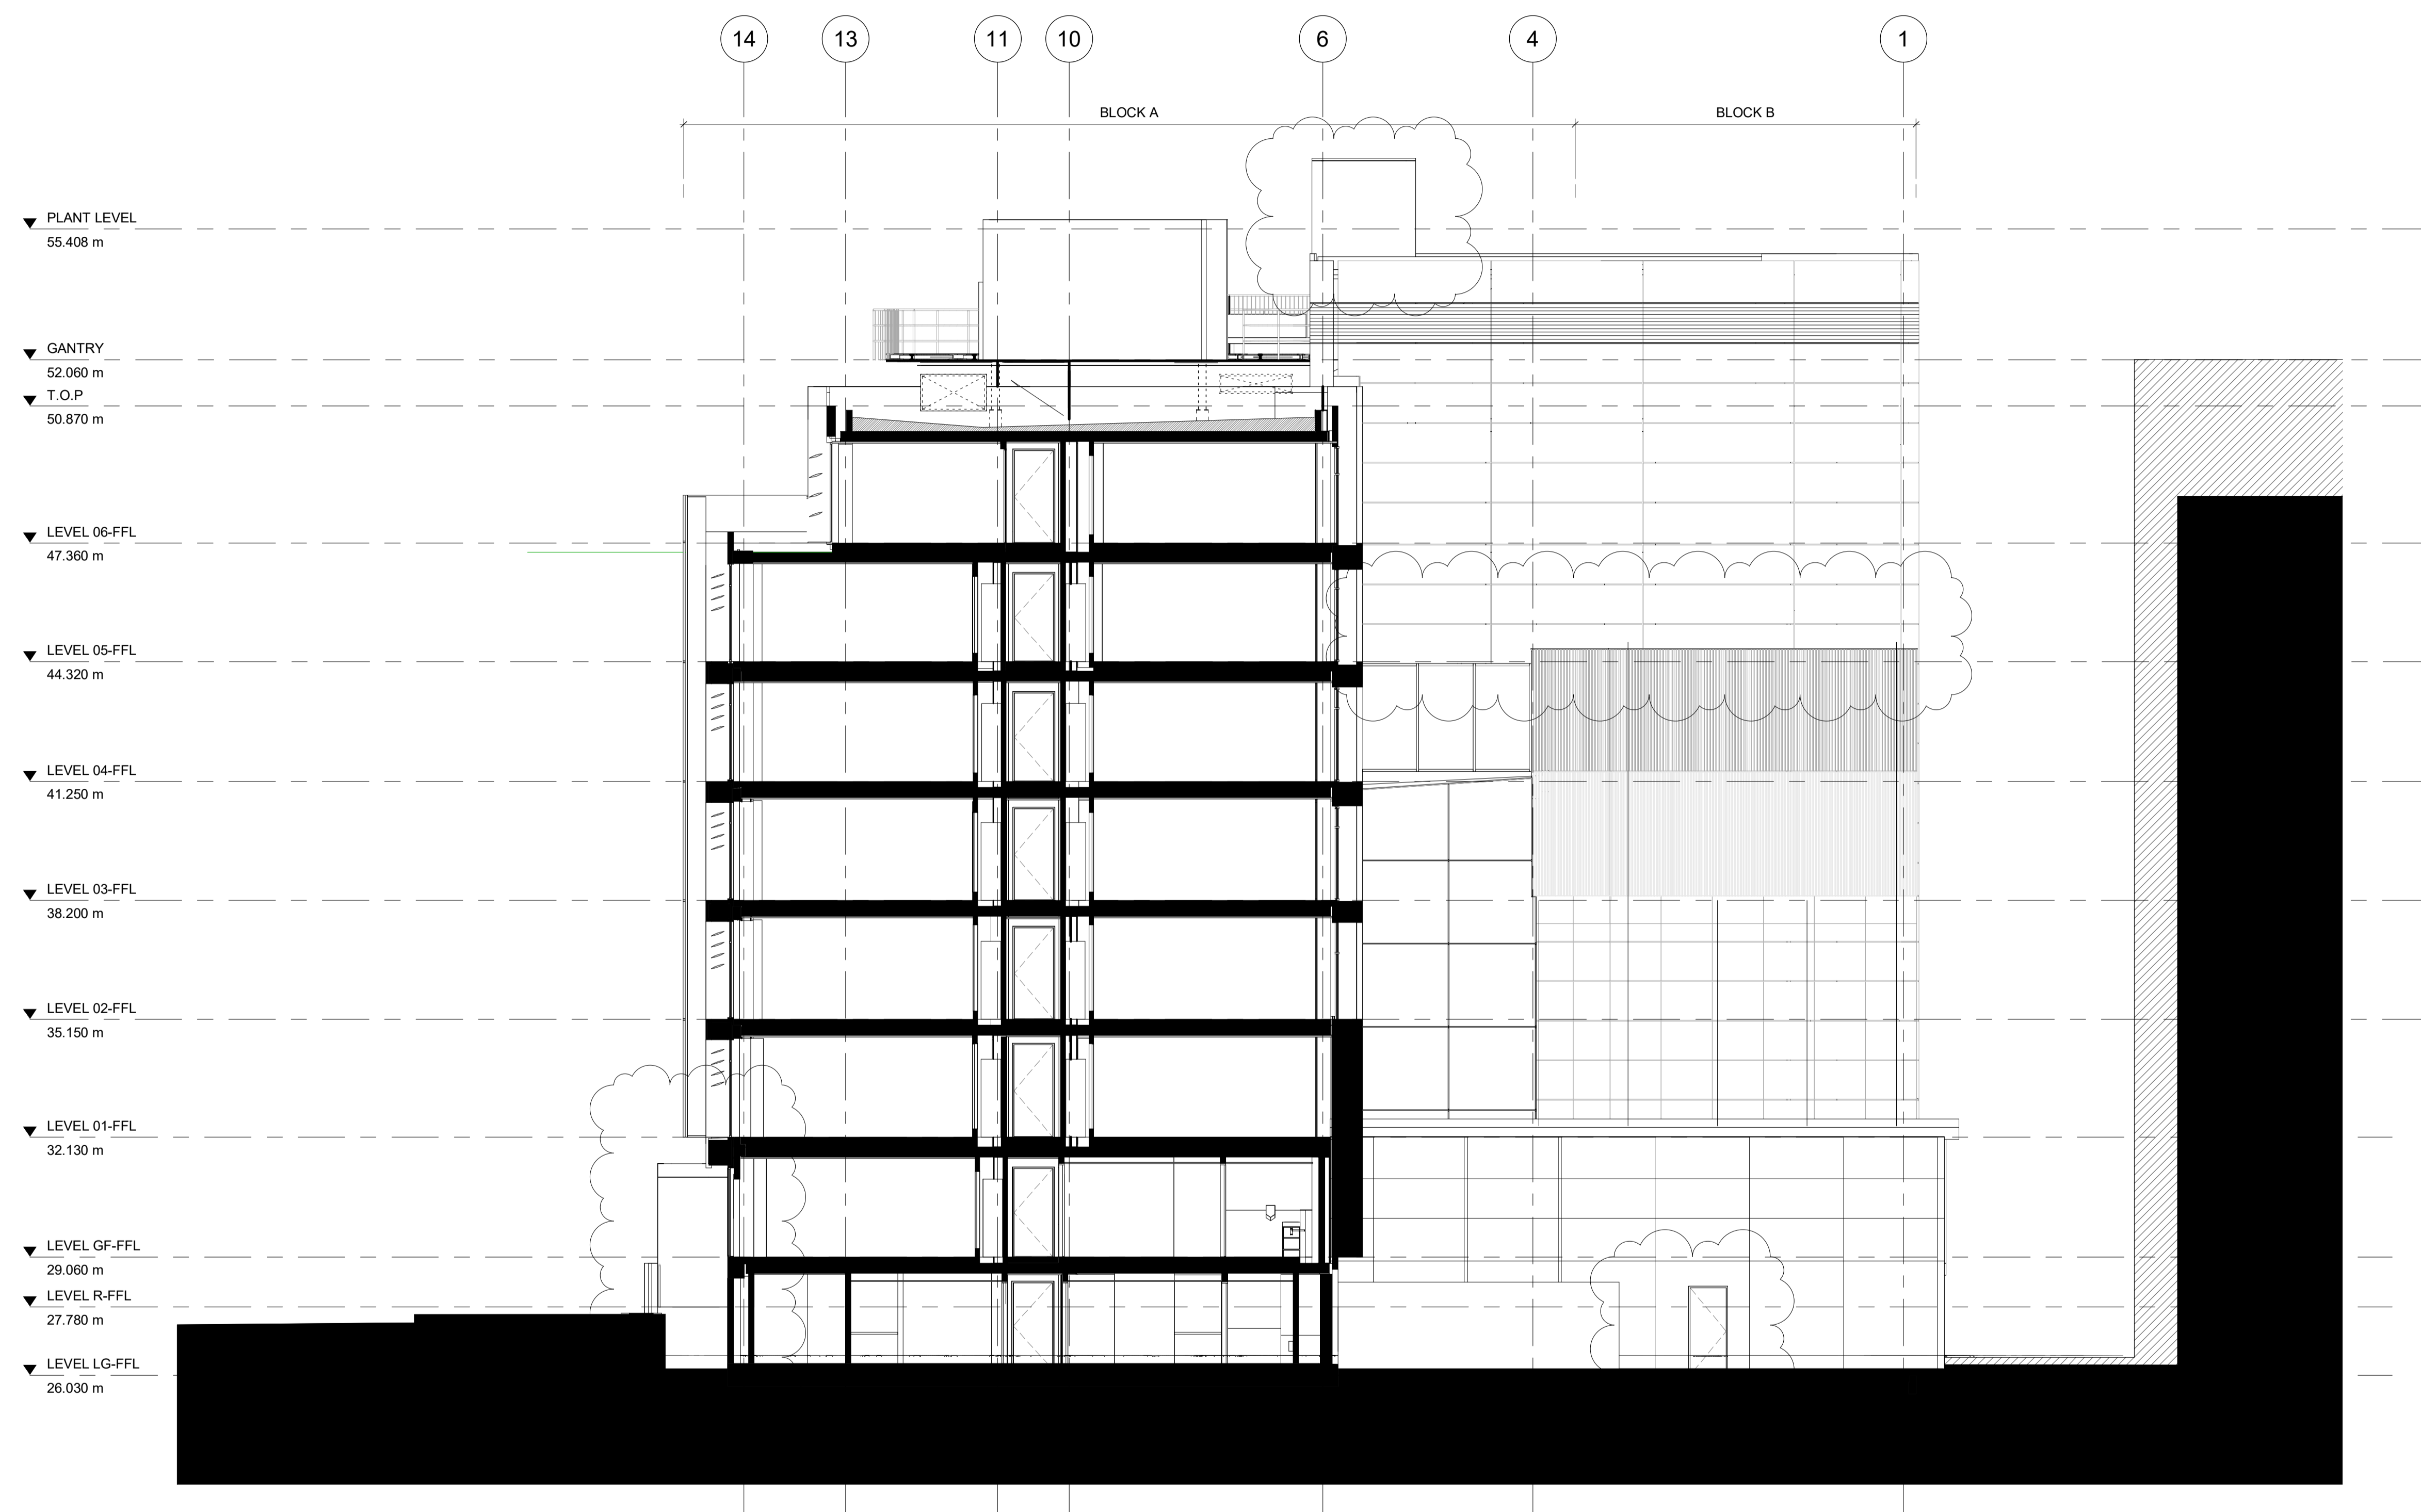 14 13 11 10 6 4 1
BLOCK A BLOCK B
PLANT LEVEL
55.408 m
GANTRY
52.060 m
T.O.P
50.870 m
LEVEL 06-FFL
47.360 m
LEVEL 05-FFL
44.320 m
LEVEL 04-FFL
41.250 m
LEVEL 03-FFL
38.200 m
LEVEL 02-FFL
35.150 m
LEVEL 01-FFL
32.130 m
LEVEL GF-FFL
29.060 m
LEVEL R-FFL
27.780 m
LEVEL LG-FFL
26.030 m